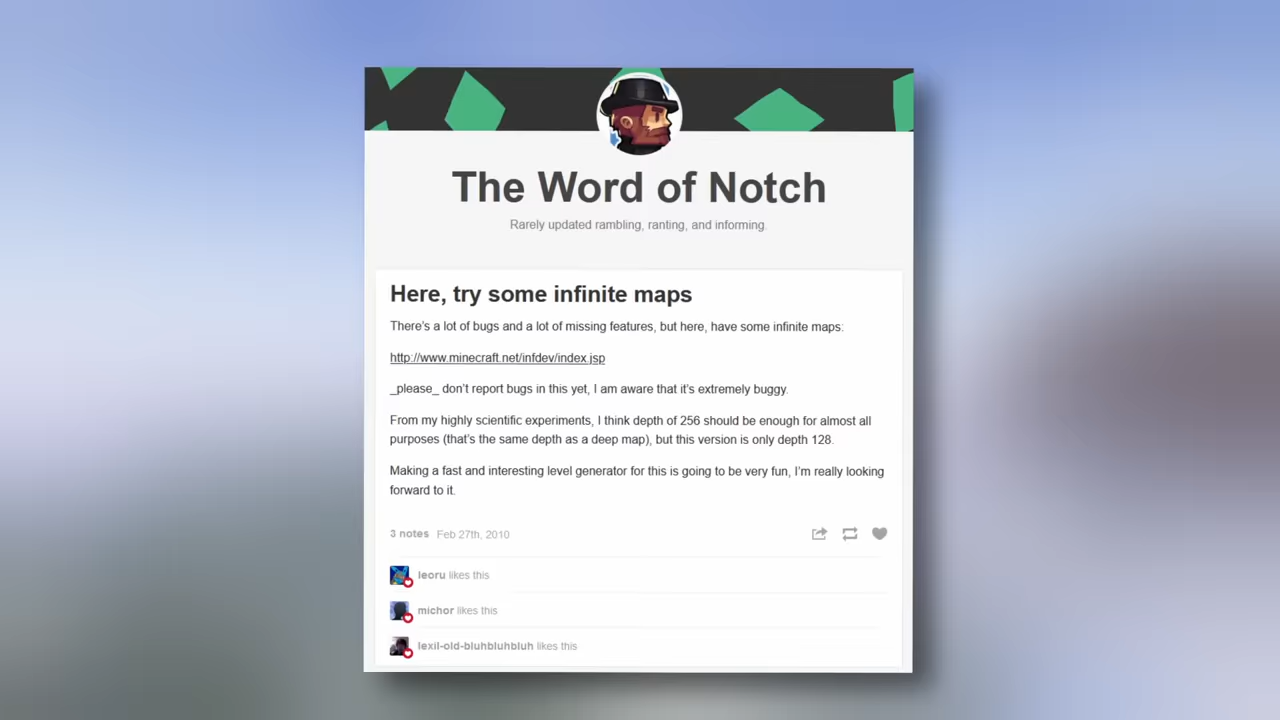 The Word of Notch
Rarely updated rambling, ranting, and informing.
Here, try some infinite maps
There's a lot of bugs and a lot of missing features, but here, have some infinite maps:
http://www.minecraft.net/infdev/index.jsp
_please_ don't report bugs in this yet, I am aware that it's extremely buggy.
From my highly scientific experiments, I think depth of 256 should be enough for almost all
purposes (that's the same depth as a deep map), but this version is only depth 128.
Making a fast and interesting level generator for this is going to be very fun, I'm really looking
forward to it.
3 notes Feb 27th, 2010
leoru likes this
michor likes this
lexil-old-bluhbluhbluh likes this